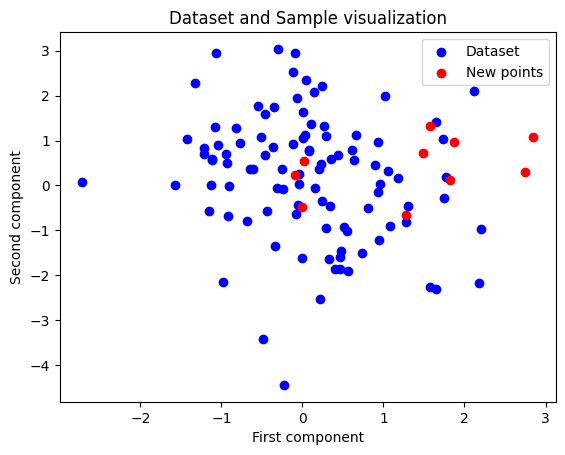 Dataset and Sample visualization
Dataset
New points
3
2
1
0
−1
−2
−3
−4
Second component
−2
−1
0
1
2
3
First component